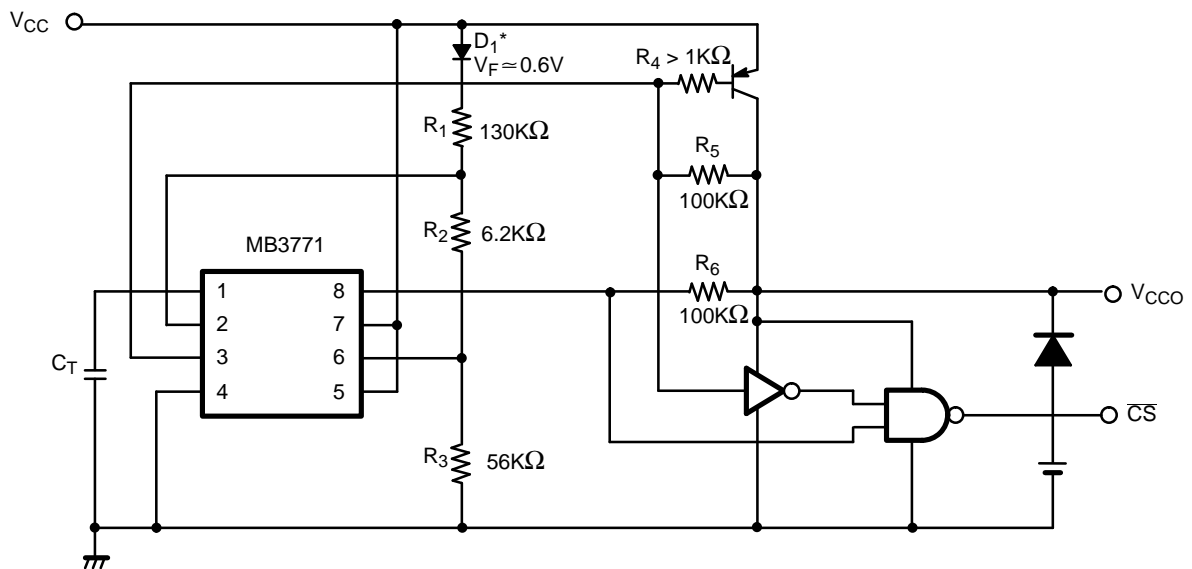 VCC
D1*
VF≃0.6V
R4 > 1KΩ
R1 130KΩ
R5
100KΩ
R2 6.2KΩ
MB3771
R6
100KΩ
1 8
2 7
3 6
4 5
CT
VCCO
C̅S̅
R3 56KΩ